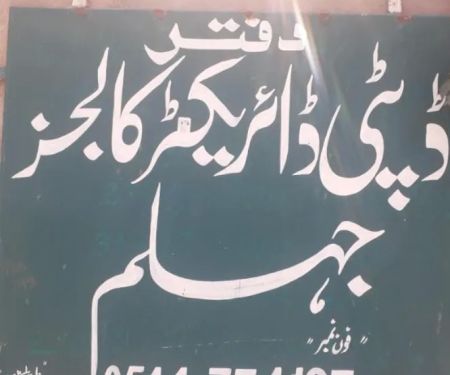 دفتر
ڈپٹی ڈائریکٹر کالجز
جہلم
"فون نمبر"